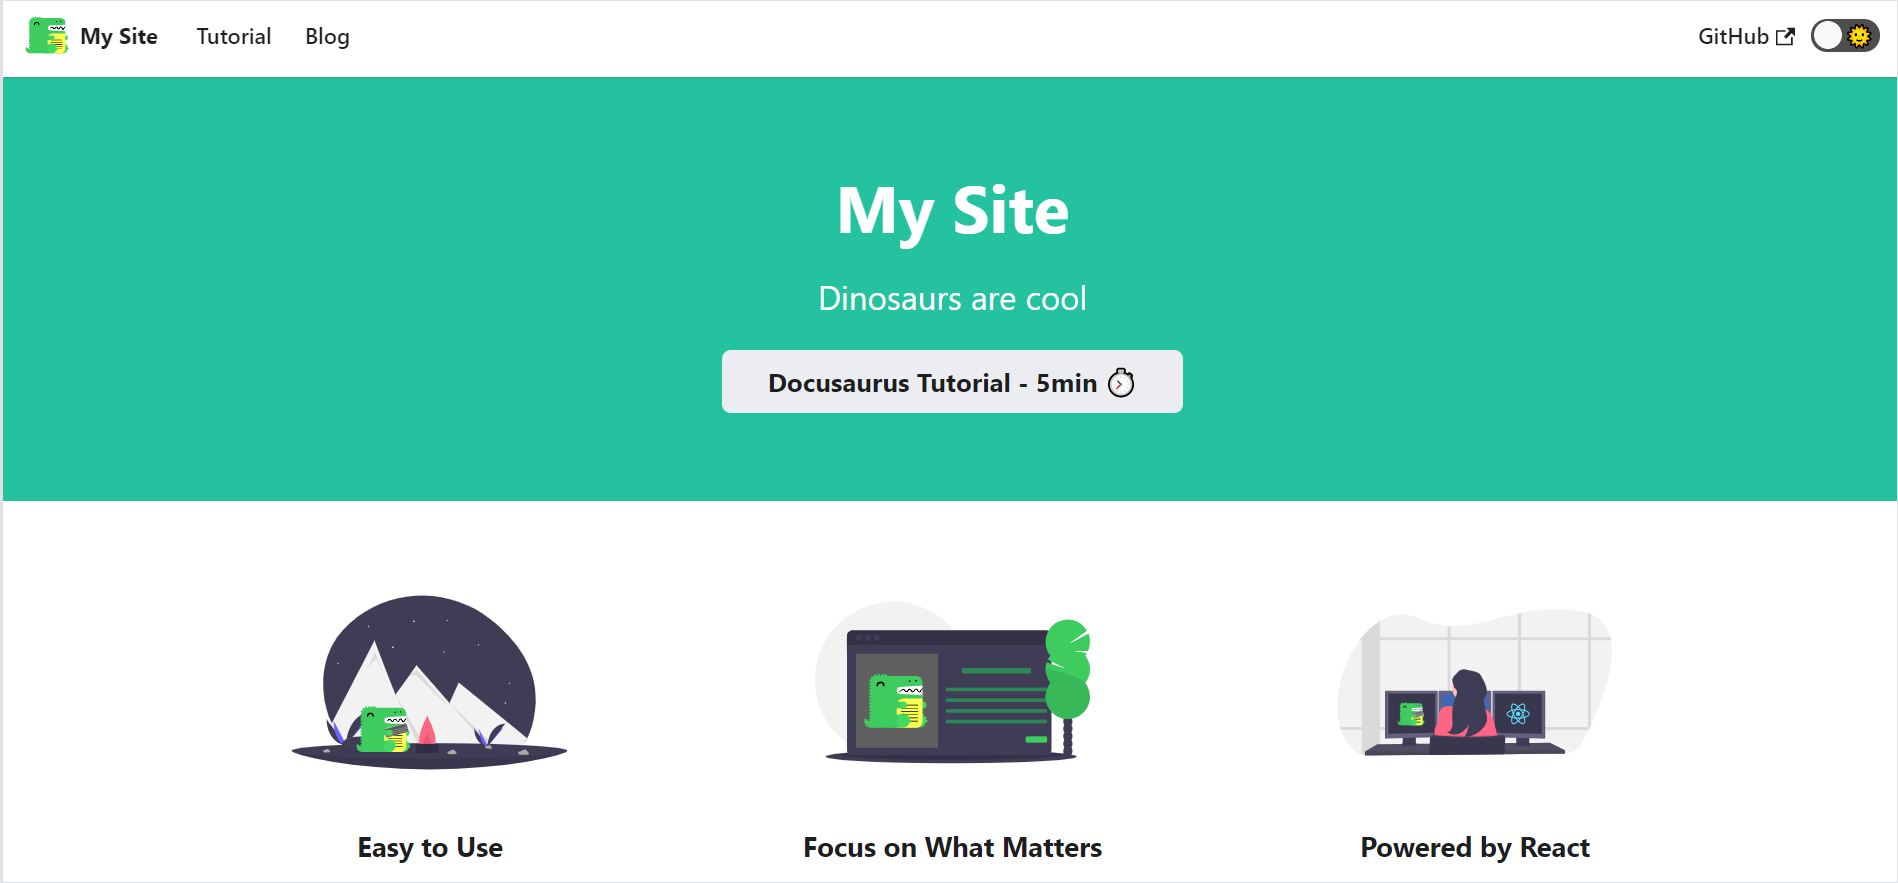 My Site
Tutorial
Blog
GitHub
My Site
Dinosaurs are cool
Docusaurus Tutorial - 5min ⏱️
Easy to Use
Focus on What Matters
Powered by React